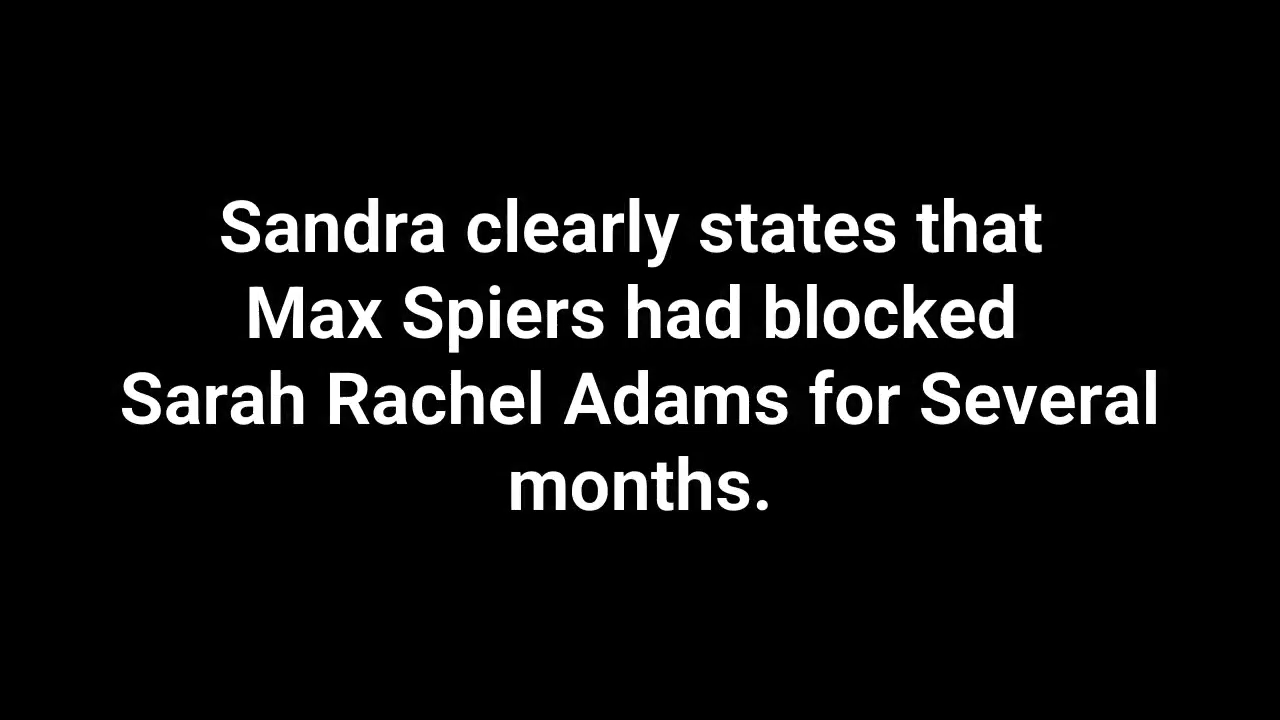 Sandra clearly states that
Max Spiers had blocked
Sarah Rachel Adams for Several
months.